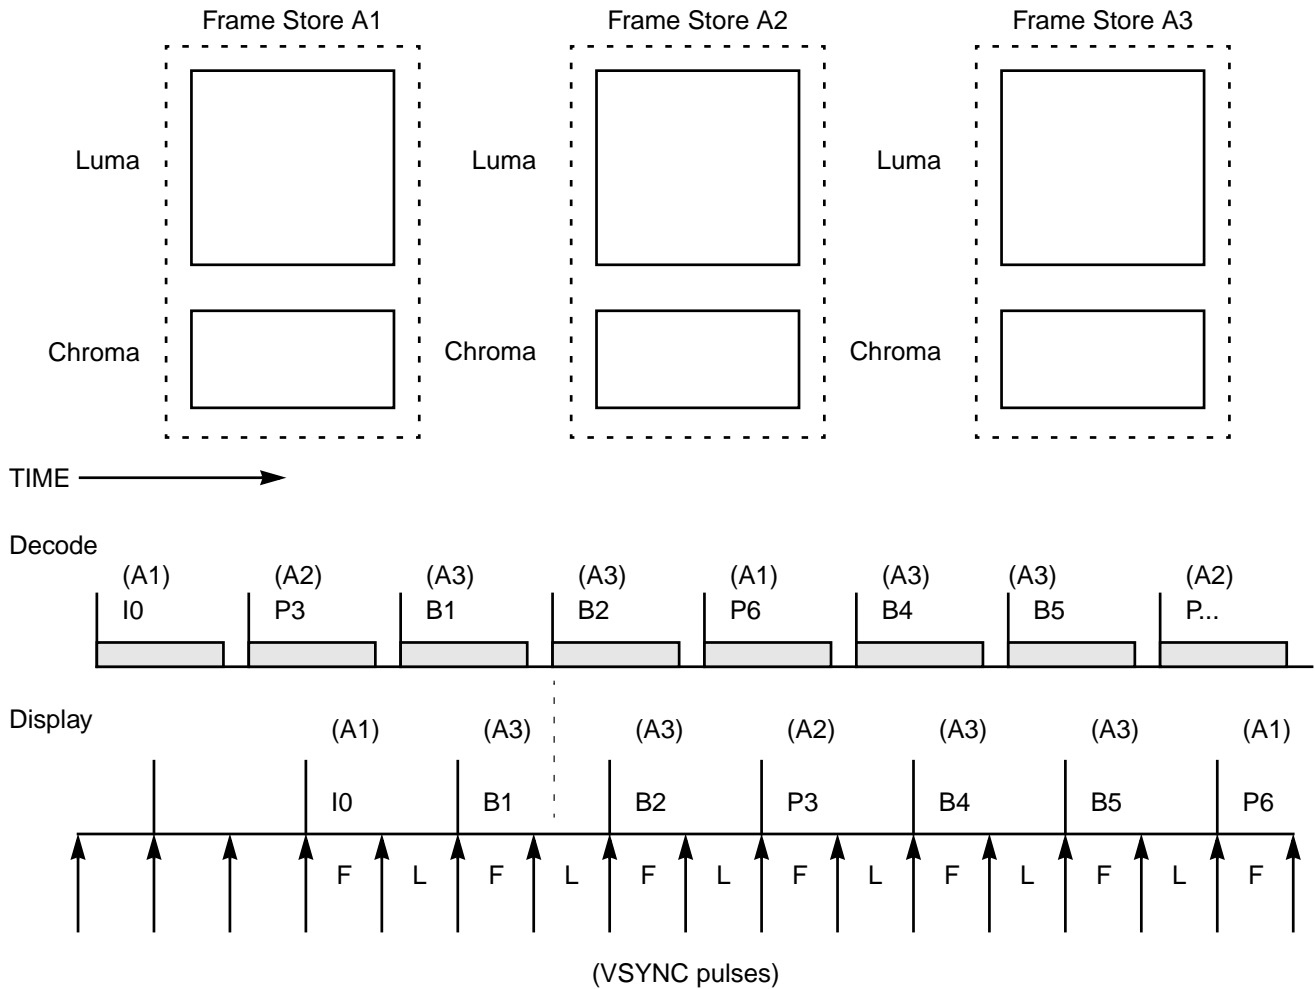 Frame Store A1 Frame Store A2 Frame Store A3
Luma Luma Luma
Chroma Chroma Chroma
TIME
Decode
(A1) (A2) (A3) (A3) (A1) (A3) (A3) (A2)
I0 P3 B1 B2 P6 B4 B5 P...
Display
(A1) (A3) (A3) (A2) (A3) (A3) (A1)
I0 B1 B2 P3 B4 B5 P6
F L F L F L F L F L F L F
(VSYNC pulses)